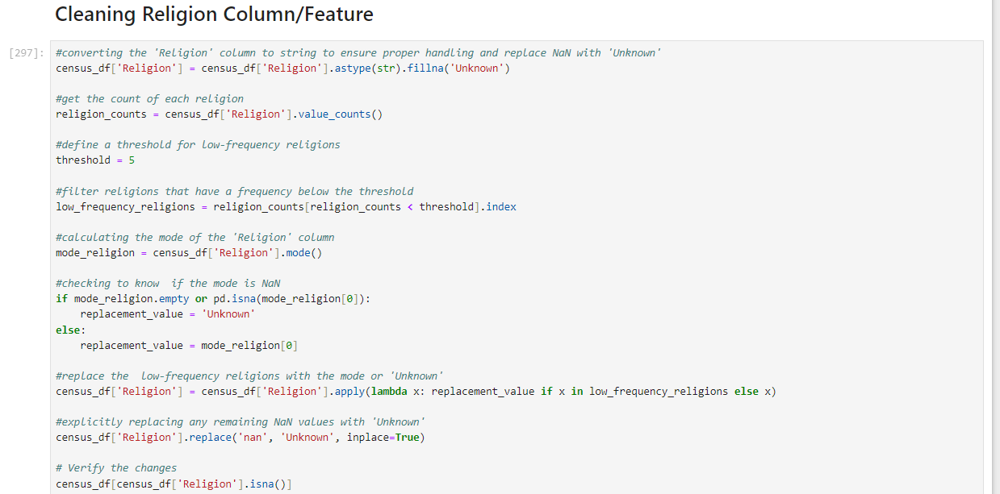 Cleaning Religion Column/Feature
[297]:
#converting the 'Religion' column to string to ensure proper handling and replace NaN with 'Unknown'
census_df['Religion'] = census_df['Religion'].astype(str).fillna('Unknown')
#get the count of each religion
religion_counts = census_df['Religion'].value_counts()
#define a threshold for low-frequency religions
threshold = 5
#filter religions that have a frequency below the threshold
low_frequency_religions = religion_counts[religion_counts < threshold].index
#calculating the mode of the 'Religion' column
mode_religion = census_df['Religion'].mode()
#checking to know  if the mode is NaN
if mode_religion.empty or pd.isna(mode_religion[0]):
    replacement_value = 'Unknown'
else:
    replacement_value = mode_religion[0]
#replace the  low-frequency religions with the mode or 'Unknown'
census_df['Religion'] = census_df['Religion'].apply(lambda x: replacement_value if x in low_frequency_religions else x)
#explicitly replacing any remaining NaN values with 'Unknown'
census_df['Religion'].replace('nan', 'Unknown', inplace=True)
# Verify the changes
census_df[census_df['Religion'].isna()]